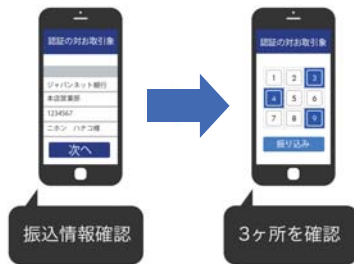 認証の対お取引象
ジャパンネット銀行
本店営業部
1234567
ニホン ハナコ様
次へ
振込情報確認
認証の対お取引象
1 2 3
4 5 6
7 8 9
振り込み
3ヶ所を確認